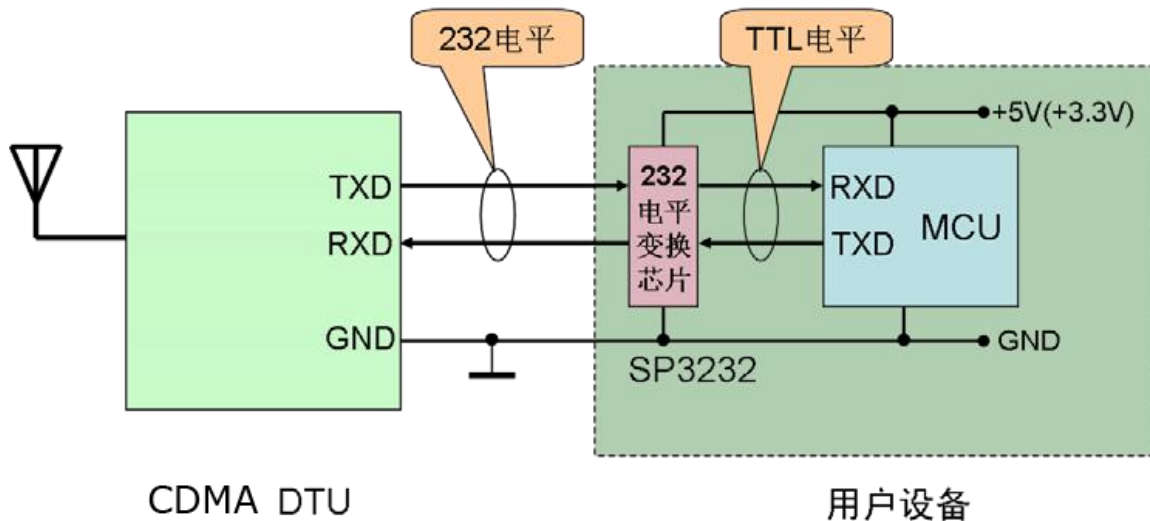 232电平
TTL电平
+5V(+3.3V)
TXD
232
电平
变换
芯片
RXD
MCU
RXD
TXD
GND
GND
SP3232
CDMA DTU
用户设备